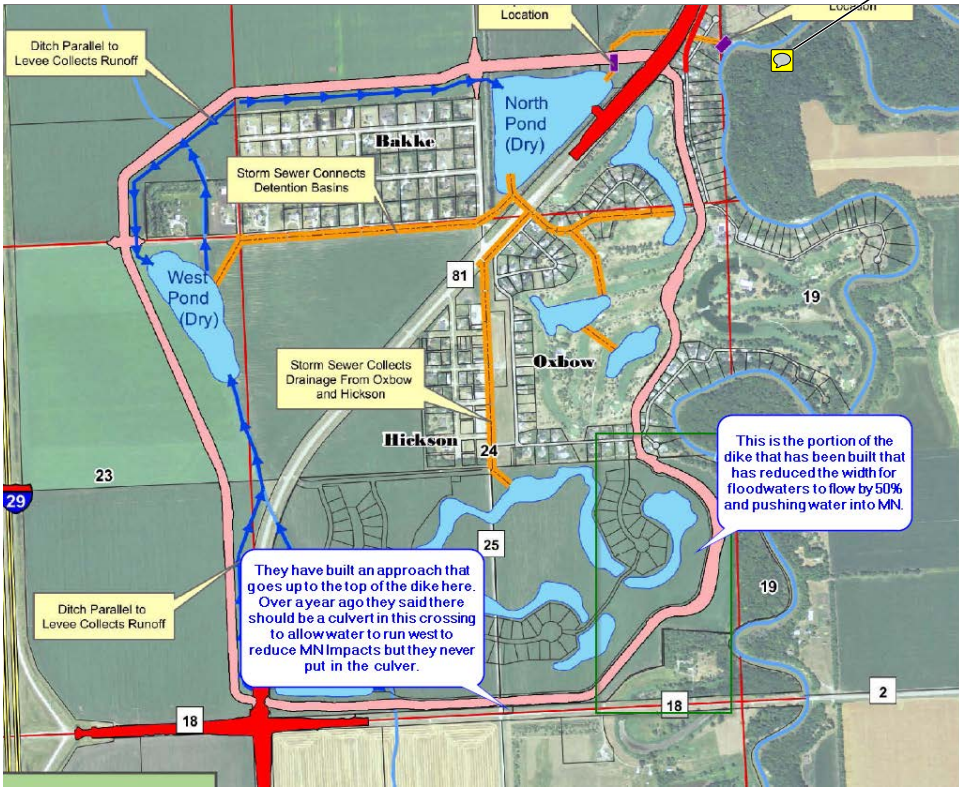 Location
Location
Ditch Parallel to
Levee Collects Runoff
North
Pond
(Dry)
Bakke
Storm Sewer Connects
Detention Basins
81
West
Pond
(Dry)
19
Storm Sewer Collects
Drainage From Oxbow
and Hickson
Oxbow
Hickson
24
This is the portion of the
dike that has been built that
has reduced the width for
floodwaters to flow by 50%
and pushing water into MN.
23
29
25
They have built an approach that
goes up to the top of the dike here.
Over a year ago they said there
should be a culvert in this crossing
to allow water to run west to
reduce MN Impacts but they never
put in the culver.
Ditch Parallel to
Levee Collects Runoff
19
18
18
2